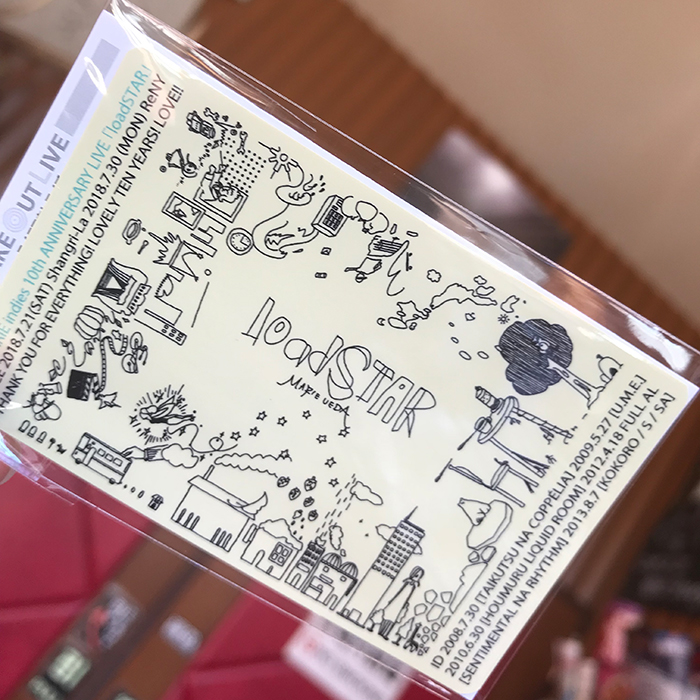 OUT LIVE
indies 10th ANNIVERSARY LIVE「loadSTAR」
2018.7.21 (SAT) Shangri-La 2018.7.30 (MON) ReNY
THANK YOU FOR EVERYTHING! LOVELY TEN YEARS! LOVE!!
loadSTAR
MARIE UEDA
ID 2008.7.30 [TAIKUTSU NA COPPÉLIA] 2009.5.27 [U.M.E.]
2010.6.30 [HOUMURU LIQUID ROOM] 2012.4.18 FULL AL
[SENTIMENTAL NA RHYTHM] 2013.8.7 [KOKORO / S / SA]